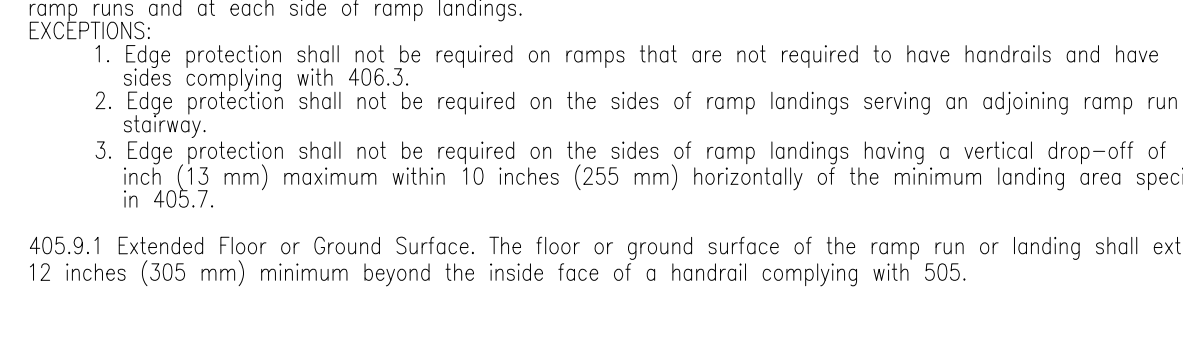 ramp runs and at each side of ramp landings.
EXCEPTIONS:
1. Edge protection shall not be required on ramps that are not required to have handrails and have
sides complying with 406.3.
2. Edge protection shall not be required on the sides of ramp landings serving an adjoining ramp run
stairway.
3. Edge protection shall not be required on the sides of ramp landings having a vertical drop-off of
inch (13 mm) maximum within 10 inches (255 mm) horizontally of the minimum landing area speci
in 405.7.
405.9.1 Extended Floor or Ground Surface. The floor or ground surface of the ramp run or landing shall ext
12 inches (305 mm) minimum beyond the inside face of a handrail complying with 505.